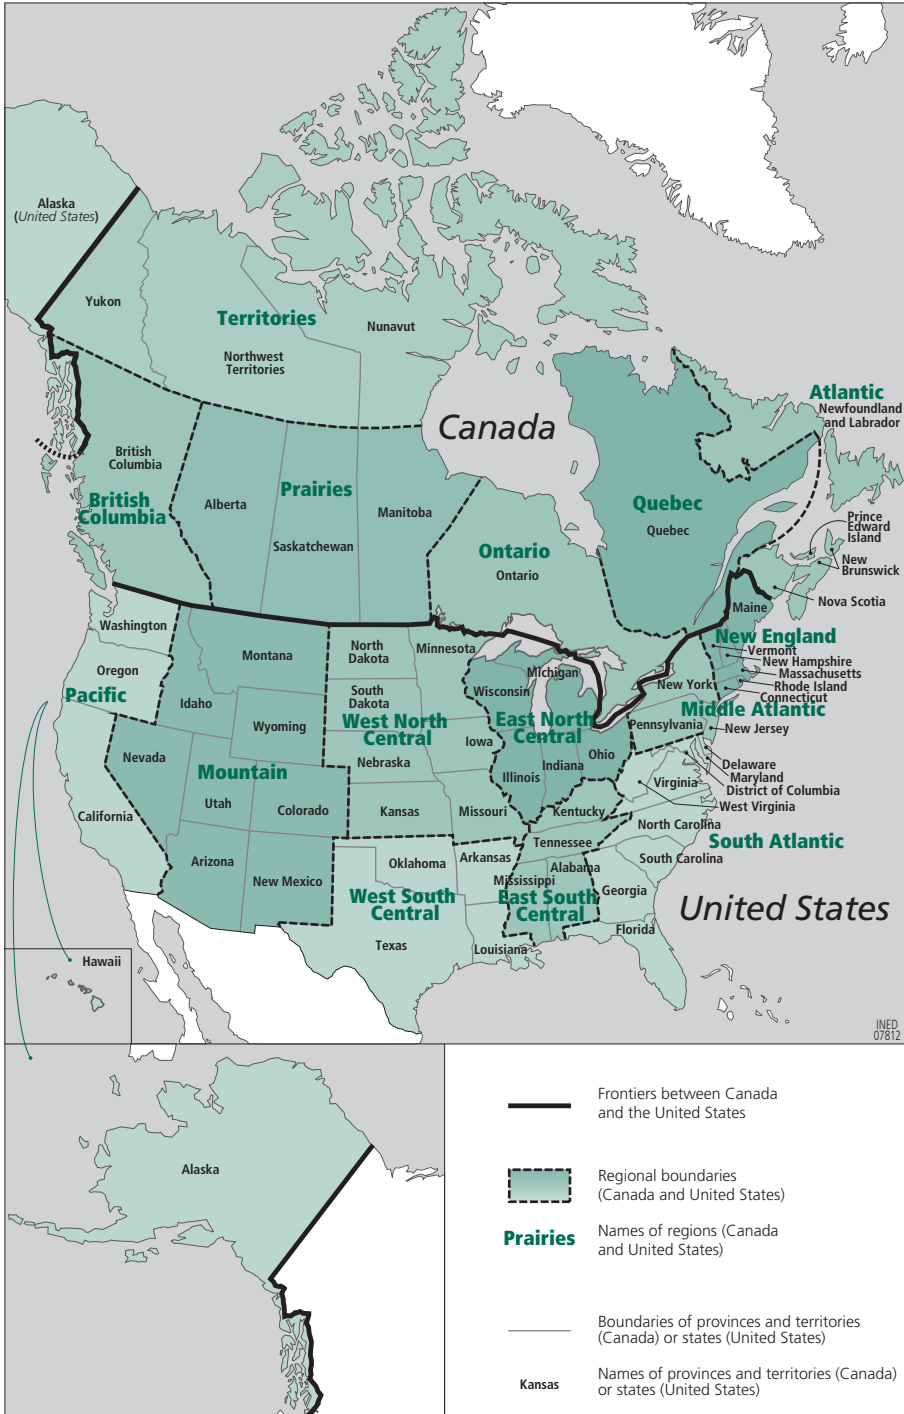 Alaska
(United States)
Yukon
Territories
Nunavut
Northwest
Territories
Canada
Atlantic
Newfoundland
and Labrador
British
Columbia
British
Columbia
Alberta
Prairies
Manitoba
Saskatchewan
Ontario
Ontario
Quebec
Quebec
Prince
Edward
Island
New
Brunswick
Nova Scotia
Maine
New England
Vermont
New Hampshire
Massachusetts
Rhode Island
Connecticut
Washington
Oregon
Pacific
Montana
Idaho
Wyoming
Nevada
Mountain
Utah
Colorado
California
Arizona
New Mexico
North
Dakota
Minnesota
South
Dakota
West North
Central
Nebraska
Iowa
Kansas
Missouri
Wisconsin
Michigan
East North
Central
Illinois
Indiana
Ohio
New York
Middle Atlantic
Pennsylvania
New Jersey
Delaware
Maryland
District of Columbia
Virginia
West Virginia
Kentucky
Tennessee
North Carolina
South Carolina
South Atlantic
Oklahoma
Arkansas
West South
Central
Texas
Louisiana
Mississippi
Alabama
East South
Central
Georgia
Florida
United States
Hawaii
INED
07812
Alaska
Frontiers between Canada
and the United States
Regional boundaries
(Canada and United States)
Prairies
Names of regions (Canada
and United States)
Boundaries of provinces and territories
(Canada) or states (United States)
Kansas
Names of provinces and territories (Canada)
or states (United States)